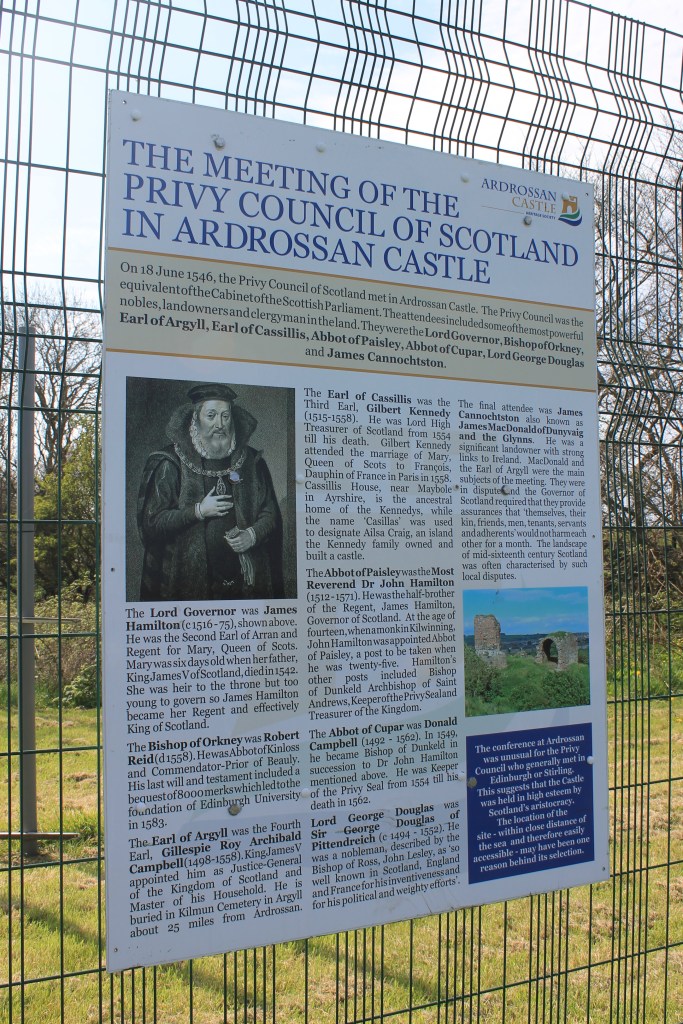 THE MEETING OF THE
PRIVY COUNCIL OF SCOTLAND
IN ARDROSSAN CASTLE
ARDROSSAN
CASTLE
HERITAGE SOCIETY
On 18 June 1546, the Privy Council of Scotland met in Ardrossan Castle. The Privy Council was the
equivalent of the Cabinet of the Scottish Parliament. The attendees included some of the most powerful
nobles, landowners and clergyman in the land. They were the Lord Governor, Bishop of Orkney,
Earl of Argyll, Earl of Cassillis, Abbot of Paisley, Abbot of Cupar, Lord George Douglas
and James Cannochtston.
The Lord Governor was James
Hamilton (c 1516 - 75), shown above.
He was the Second Earl of Arran and
Regent for Mary, Queen of Scots.
Mary was six days old when her father,
King James V of Scotland, died in 1542.
She was heir to the throne but too
young to govern so James Hamilton
became her Regent and effectively
King of Scotland.
The Bishop of Orkney was Robert
Reid (d 1558). He was Abbot of Kinloss
and Commendator-Prior of Beauly.
His last will and testament included a
bequest of 8000 merks which led to the
foundation of Edinburgh University
in 1583.
The Earl of Argyll was the Fourth
Earl, Gillespie Roy Archibald
Campbell (1498-1558). King James V
appointed him as Justice-General
of the Kingdom of Scotland and
Master of his Household. He is
buried in Kilmun Cemetery in Argyll
about 25 miles from Ardrossan.
The Earl of Cassillis was the
Third Earl, Gilbert Kennedy
(1515-1558). He was Lord High
Treasurer of Scotland from 1554
till his death. Gilbert Kennedy
attended the marriage of Mary,
Queen of Scots to François,
Dauphin of France in Paris in 1558.
Cassillis House, near Maybole
in Ayrshire, is the ancestral
home of the Kennedys, while
the name 'Casillas' was used
to designate Ailsa Craig, an island
the Kennedy family owned and
built a castle.
The Abbot of Paisley was the Most
Reverend Dr John Hamilton
(1512 - 1571). He was the half-brother
of the Regent, James Hamilton,
Governor of Scotland. At the age of
fourteen, when a monk in Kilwinning,
John Hamilton was appointed Abbot
of Paisley, a post to be taken when
he was twenty-five. Hamilton's
other posts included Bishop
of Dunkeld Archbishop of Saint
Andrews, Keeper of the Privy Seal and
Treasurer of the Kingdom.
The Abbot of Cupar was Donald
Campbell (1492 - 1562). In 1549,
he became Bishop of Dunkeld in
succession to Dr John Hamilton
mentioned above. He was Keeper
of the Privy Seal from 1554 till his
death in 1562.
Lord George Douglas was
Sir George Douglas of
Pittendreich (c 1494 - 1552). He
was a nobleman, described by the
Bishop of Ross, John Lesley, as 'so
well known in Scotland, England
and France for his inventiveness and
for his political and weighty efforts'.
The final attendee was James
Cannochtston also known as
James MacDonald of Dunyvaig
and the Glynns. He was a
significant landowner with strong
links to Ireland. MacDonald and
the Earl of Argyll were the main
subjects of the meeting. They were
in dispute and the Governor of
Scotland required that they provide
assurances that 'themselves, their
kin, friends, men, tenants, servants
and adherents' would not harm each
other for a month. The landscape
of mid-sixteenth century Scotland
was often characterised by such
local disputes.
The conference at Ardrossan
was unusual for the Privy
Council who generally met in
Edinburgh or Stirling.
This suggests that the Castle
was held in high esteem by
Scotland's aristocracy.
The location of the
site - within close distance of
the sea and therefore easily
accessible - may have been one
reason behind its selection.